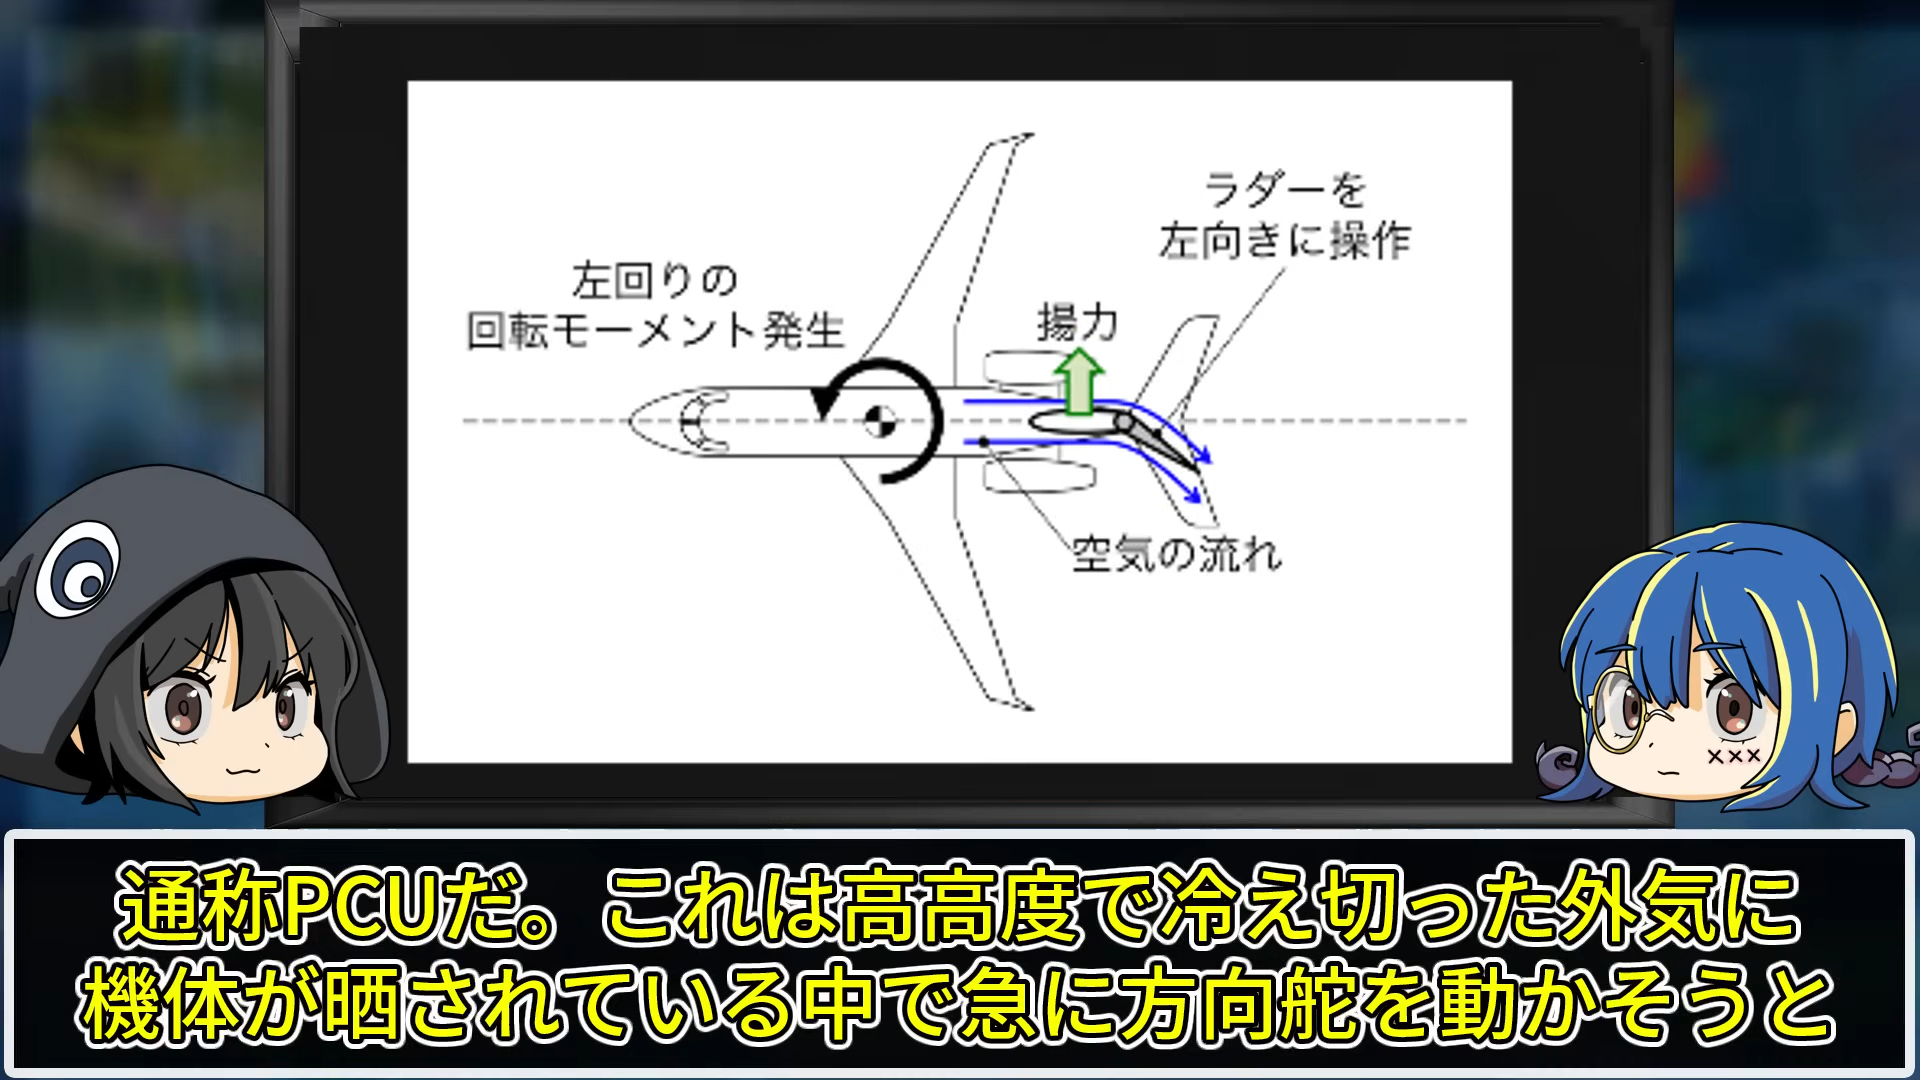 ラダーを
左向きに操作
左回りの
回転モーメント発生
揚力
空気の流れ
×××
通称PCUだ。これは高高度で冷え切った外気に
機体が晒されている中で急に方向舵を動かそうと